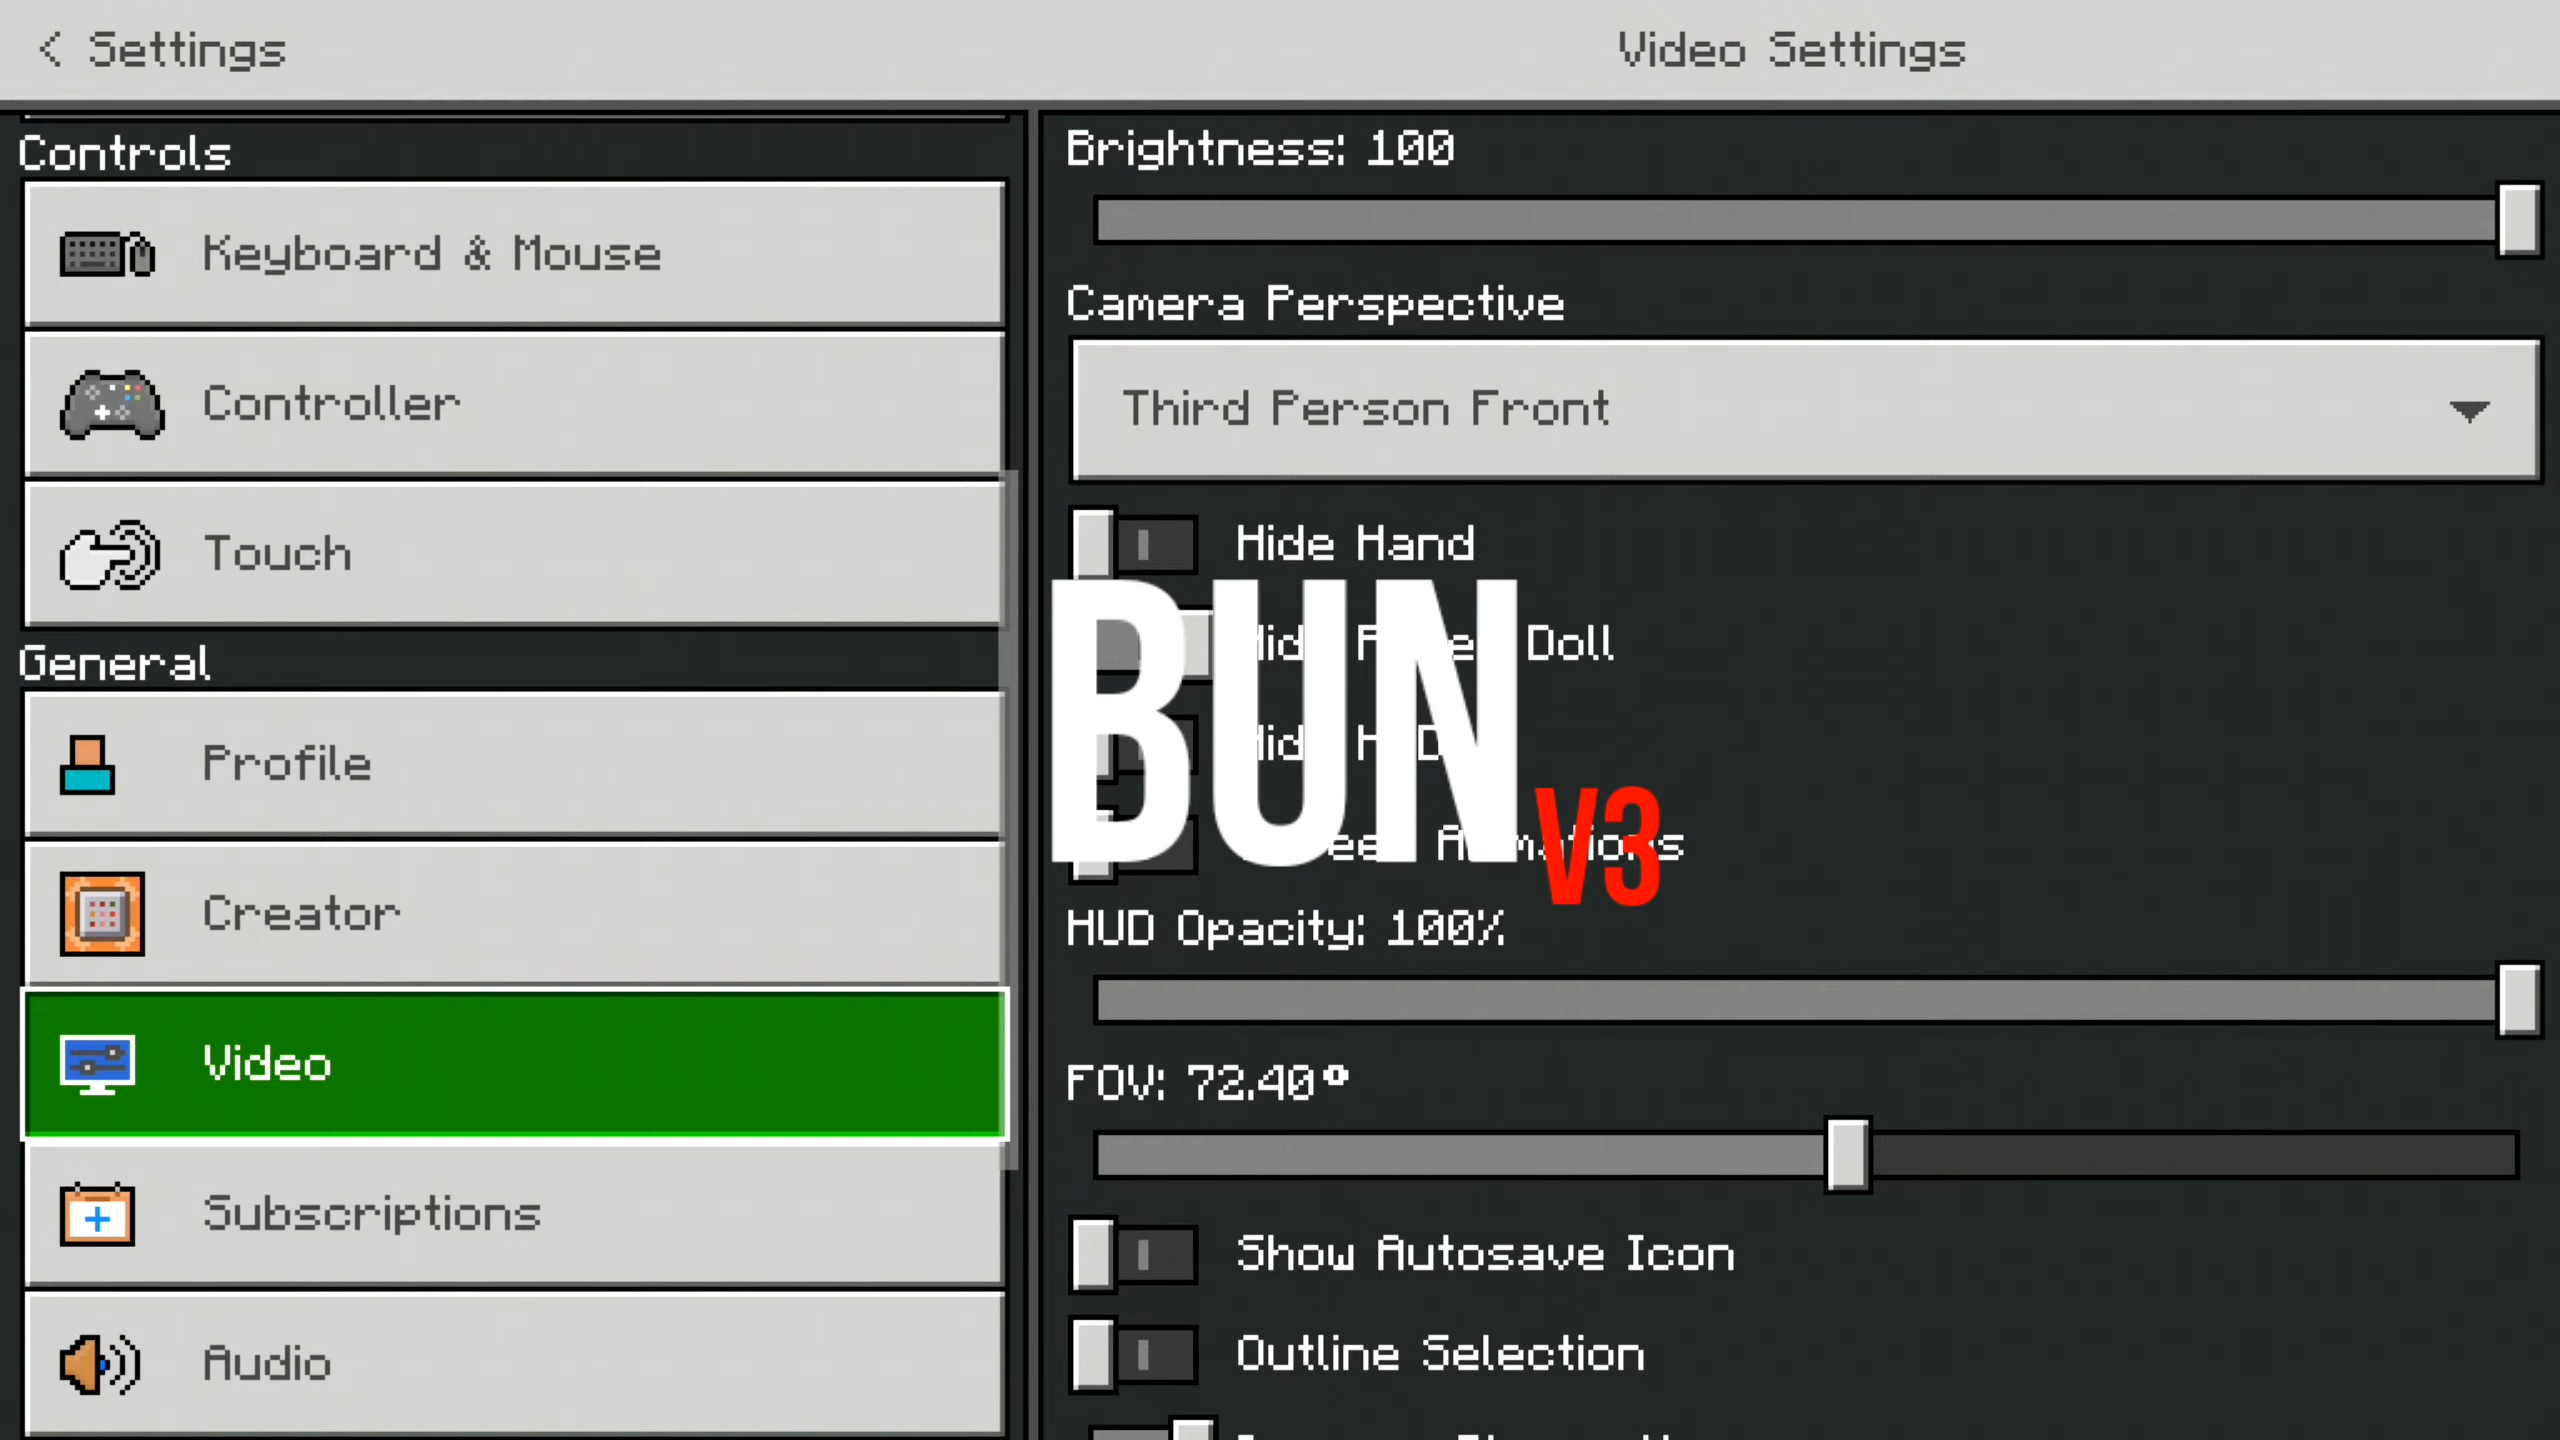 Settings
Video Settings
Controls
Keyboard & Mouse
Controller
Touch
General
Profile
Creator
Video
Subscriptions
Audio
Brightness: 100
Camera Perspective
Third Person Front
Hide Hand
Doll
BUN
V3
HUD Opacity: 100%
FOV: 72.40°
Show Autosave Icon
Outline Selection